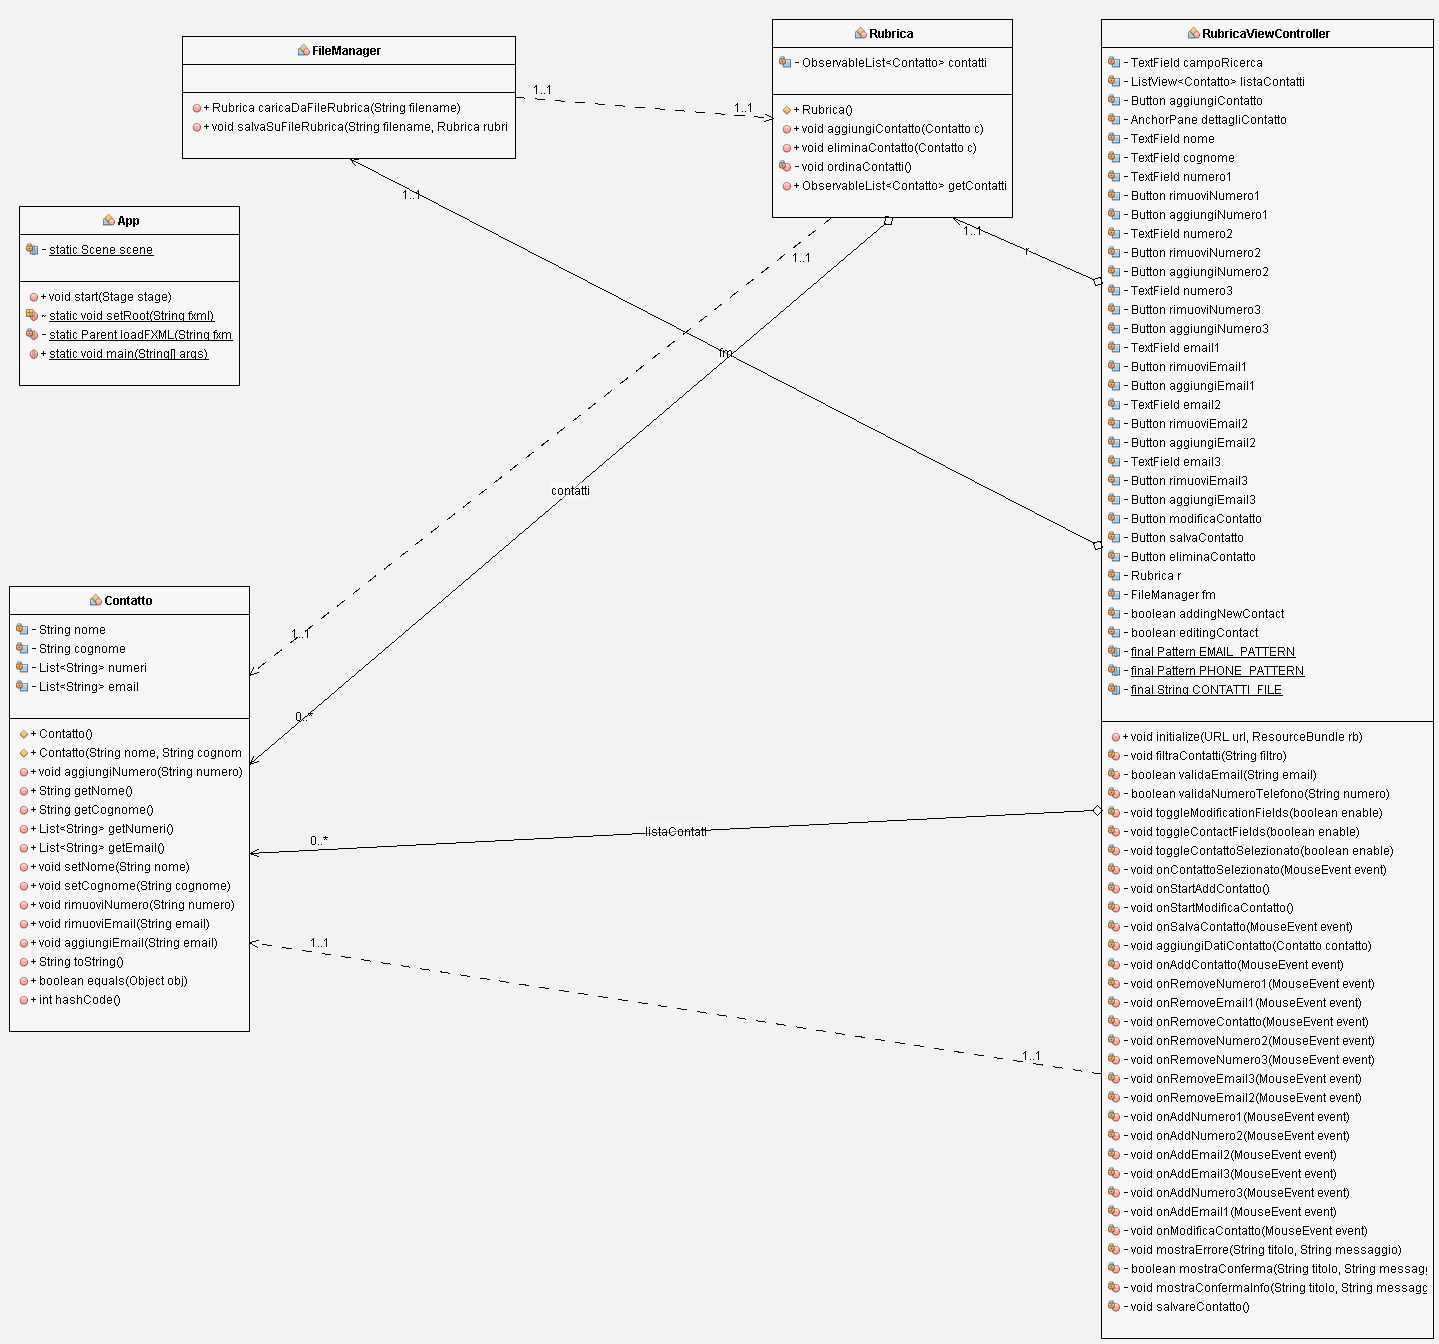 FileManager
+ Rubrica caricaDaFileRubrica(String filename)
+ void salvaSuFileRubrica(String filename, Rubrica rubri
Rubrica
- ObservableList<Contatto> contatti
+ Rubrica()
+ void aggiungiContatto(Contatto c)
+ void eliminaContatto(Contatto c)
- void ordinaContatti()
+ ObservableList<Contatto> getContatti
App
- static Scene scene
+ void start(Stage stage)
~ static void setRoot(String fxml)
- static Parent loadFXML(String fxm
+ static void main(String[] args)
Contatto
- String nome
- String cognome
- List<String> numeri
- List<String> email
+ Contatto()
+ Contatto(String nome, String cognom
+ void aggiungiNumero(String numero)
+ String getNome()
+ String getCognome()
+ List<String> getNumeri()
+ List<String> getEmail()
+ void setNome(String nome)
+ void setCognome(String cognome)
+ void rimuoviNumero(String numero)
+ void rimuoviEmail(String email)
+ void aggiungiEmail(String email)
+ String toString()
+ boolean equals(Object obj)
+ int hashCode()
1..1
1..1
1..1
1..1
1..1
r
fm
contatti
1..1
0..*
0..*
listaContatti
1..1
1..1
RubricaViewController
- TextField campoRicerca
- ListView<Contatto> listaContatti
- Button aggiungiContatto
- AnchorPane dettagliContatto
- TextField nome
- TextField cognome
- TextField numero1
- Button rimuoviNumero1
- Button aggiungiNumero1
- TextField numero2
- Button rimuoviNumero2
- Button aggiungiNumero2
- TextField numero3
- Button rimuoviNumero3
- Button aggiungiNumero3
- TextField email1
- Button rimuoviEmail1
- Button aggiungiEmail1
- TextField email2
- Button rimuoviEmail2
- Button aggiungiEmail2
- TextField email3
- Button rimuoviEmail3
- Button aggiungiEmail3
- Button modificaContatto
- Button salvaContatto
- Button eliminaContatto
- Rubrica r
- FileManager fm
- boolean addingNewContact
- boolean editingContact
- final Pattern EMAIL_PATTERN
- final Pattern PHONE_PATTERN
- final String CONTATTI_FILE
+ void initialize(URL url, ResourceBundle rb)
- void filtraContatti(String filtro)
- boolean validaEmail(String email)
- boolean validaNumeroTelefono(String numero)
- void toggleModificationFields(boolean enable)
- void toggleContactFields(boolean enable)
- void toggleContattoSelezionato(boolean enable)
- void onContattoSelezionato(MouseEvent event)
- void onStartAddContatto()
- void onStartModificaContatto()
- void onSalvaContatto(MouseEvent event)
- void aggiungiDatiContatto(Contatto contatto)
- void onAddContatto(MouseEvent event)
- void onRemoveNumero1(MouseEvent event)
- void onRemoveEmail1(MouseEvent event)
- void onRemoveContatto(MouseEvent event)
- void onRemoveNumero2(MouseEvent event)
- void onRemoveNumero3(MouseEvent event)
- void onRemoveEmail3(MouseEvent event)
- void onRemoveEmail2(MouseEvent event)
- void onAddNumero1(MouseEvent event)
- void onAddNumero2(MouseEvent event)
- void onAddEmail2(MouseEvent event)
- void onAddEmail3(MouseEvent event)
- void onAddNumero3(MouseEvent event)
- void onAddEmail1(MouseEvent event)
- void onModificaContatto(MouseEvent event)
- void mostraErrore(String titolo, String messaggio)
- boolean mostraConferma(String titolo, String messagg
- void mostraConfermaInfo(String titolo, String messagg
- void salvareContatto()